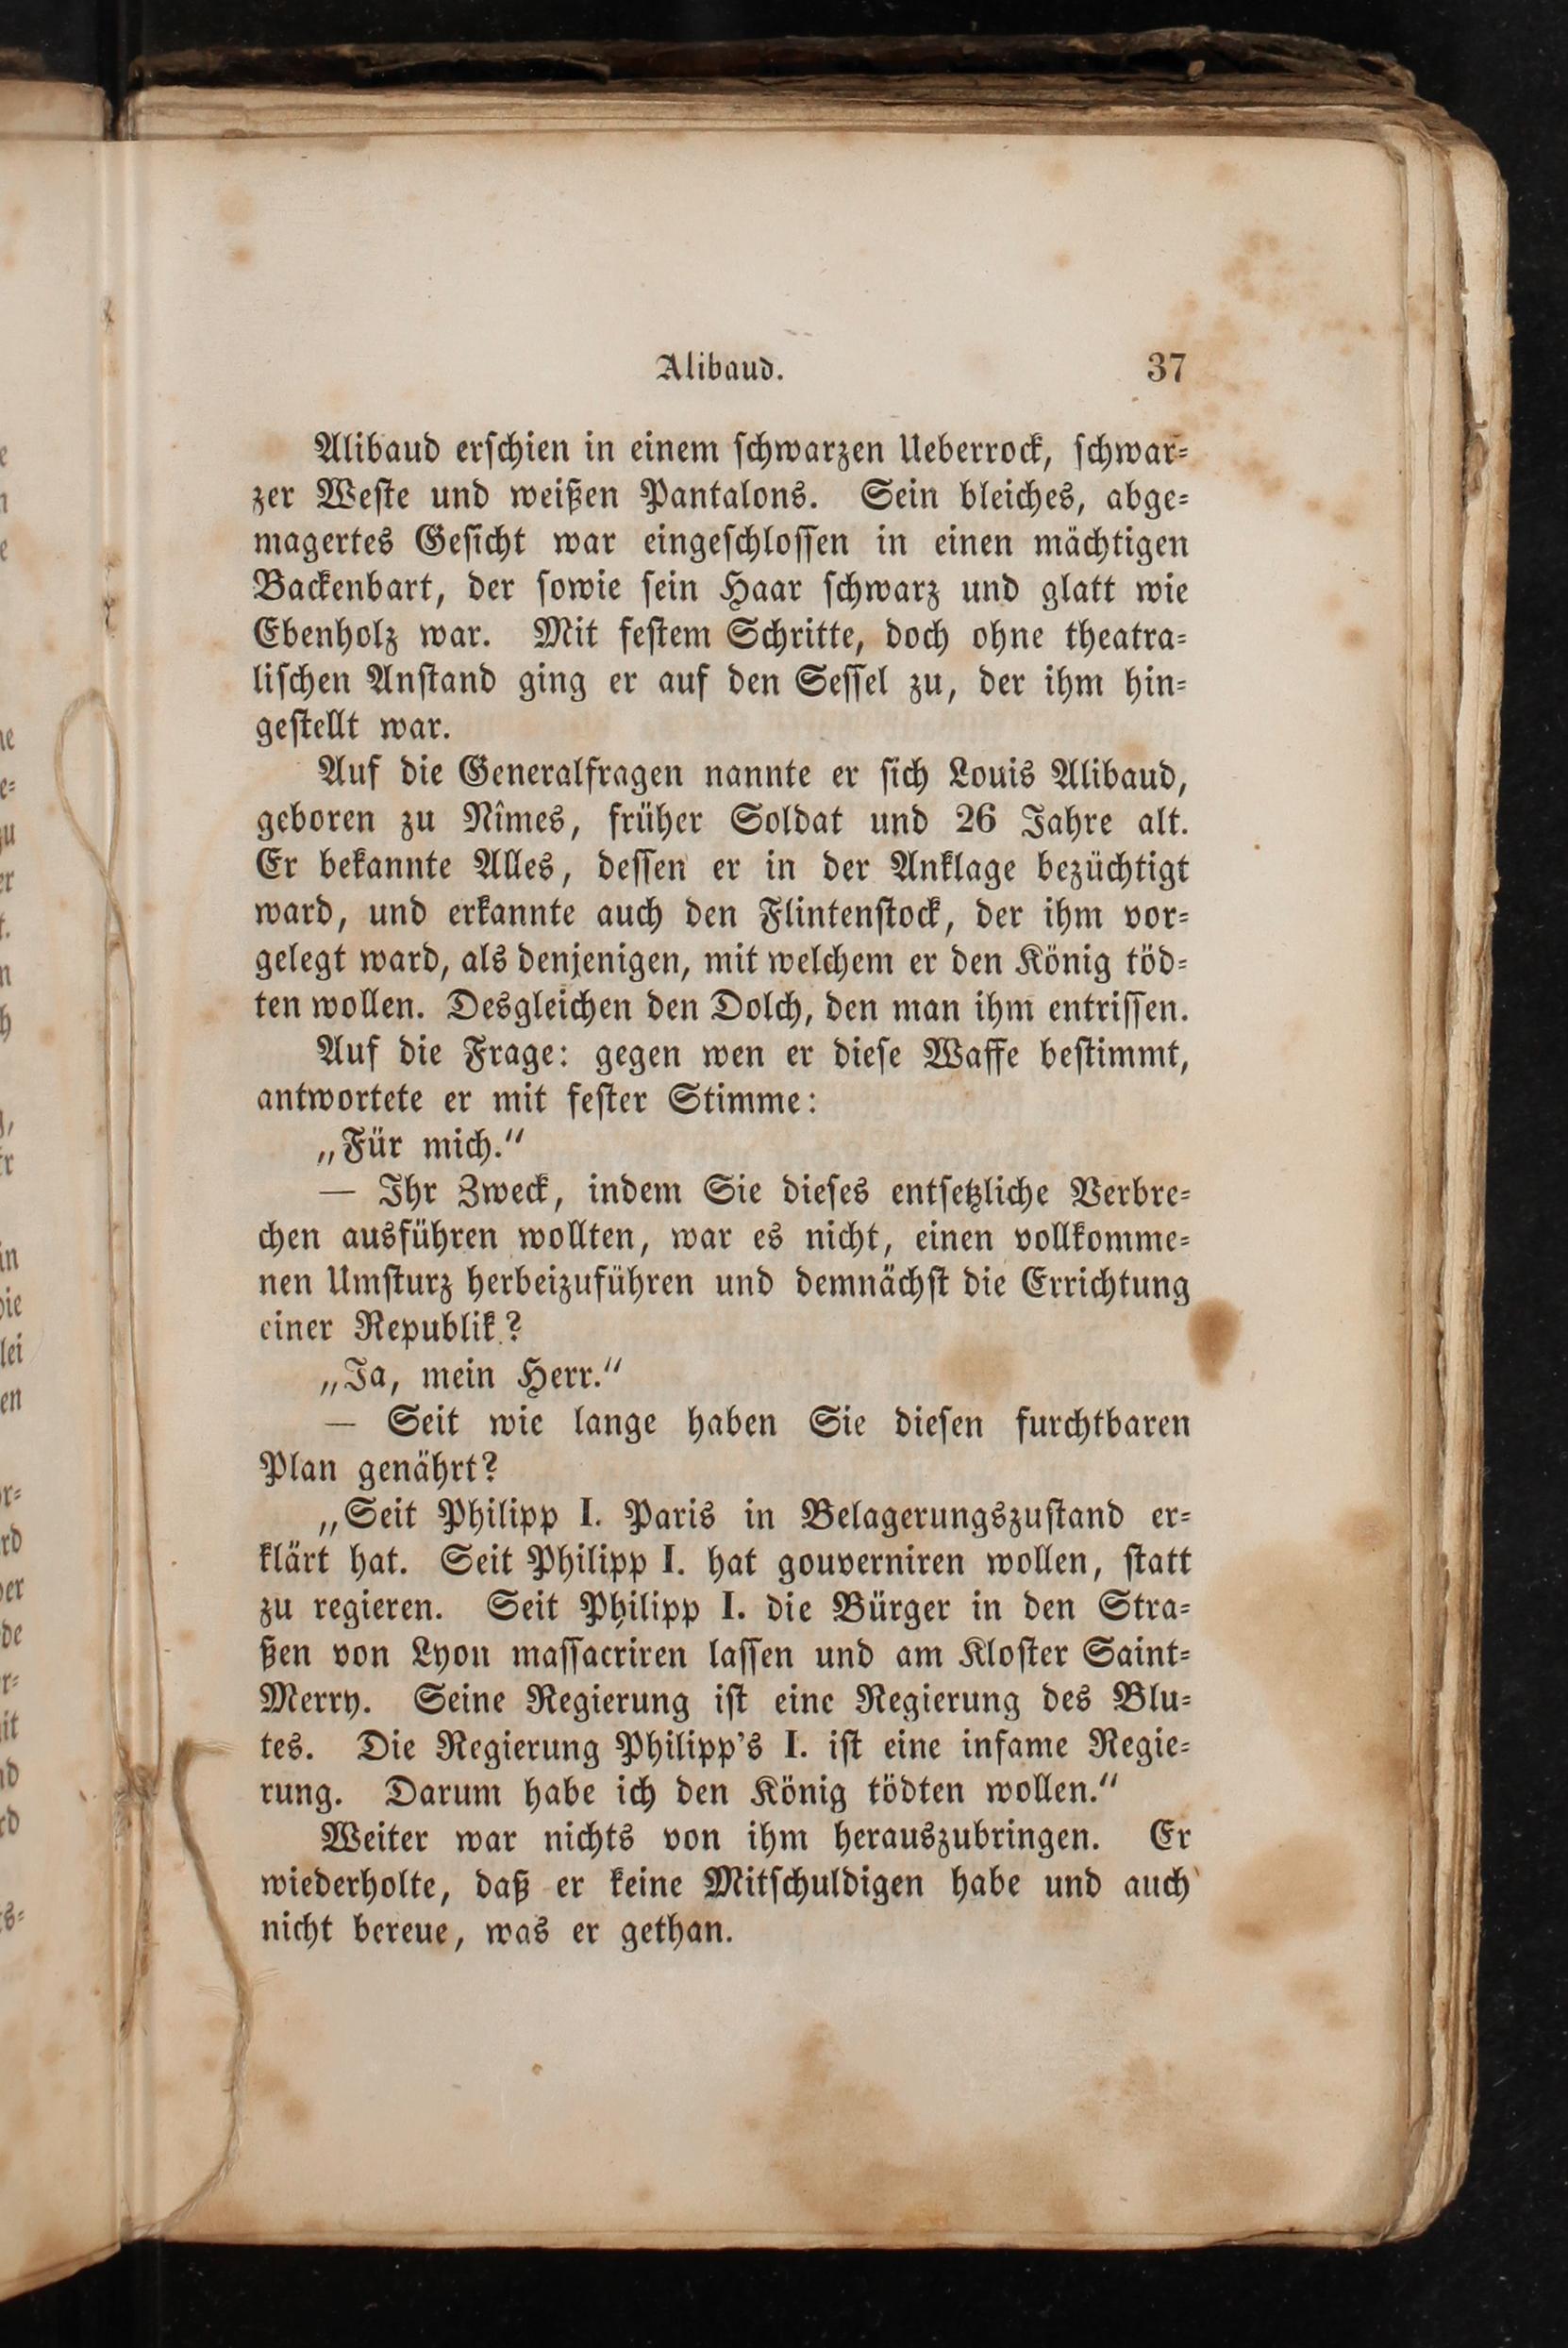 Alibaud. 37
Alibaud erschien in einem schwarzen Ueberrock, schwar-
zer Weste und weißen Pantalons. Sein bleiches, abge-
magertes Gesicht war eingeschlossen in einen mächtigen
Backenbart, der sowie sein Haar schwarz und glatt wie
Ebenholz war. Mit festem Schritte, doch ohne theatra-
lischen Anstand ging er auf den Sessel zu, der ihm hin-
gestellt war.
Auf die Generalfragen nannte er sich Louis Alibaud,
geboren zu Nîmes, früher Soldat und 26 Jahre alt.
Er bekannte Alles, dessen er in der Anklage bezüchtigt
ward, und erkannte auch den Flintenstock, der ihm vor-
gelegt ward, als denjenigen, mit welchem er den König töd-
ten wollen. Desgleichen den Dolch, den man ihm entrissen.
Auf die Frage: gegen wen er diese Waffe bestimmt,
antwortete er mit fester Stimme:
„Für mich.“
— Ihr Zweck, indem Sie dieses entsetzliche Verbre-
chen ausführen wollten, war es nicht, einen vollkomme-
nen Umsturz herbeizuführen und demnächst die Errichtung
einer Republik?
„Ja, mein Herr.“
— Seit wie lange haben Sie diesen furchtbaren
Plan genährt?
„Seit Philipp I. Paris in Belagerungszustand er-
klärt hat. Seit Philipp I. hat gouverniren wollen, statt
zu regieren. Seit Philipp I. die Bürger in den Stra-
ßen von Lyon massacriren lassen und am Kloster Saint-
Merry. Seine Regierung ist eine Regierung des Blu-
tes. Die Regierung Philipp's I. ist eine infame Regie-
rung. Darum habe ich den König tödten wollen.“
Weiter war nichts von ihm herauszubringen. Er
wiederholte, daß er keine Mitschuldigen habe und auch
nicht bereue, was er gethan.